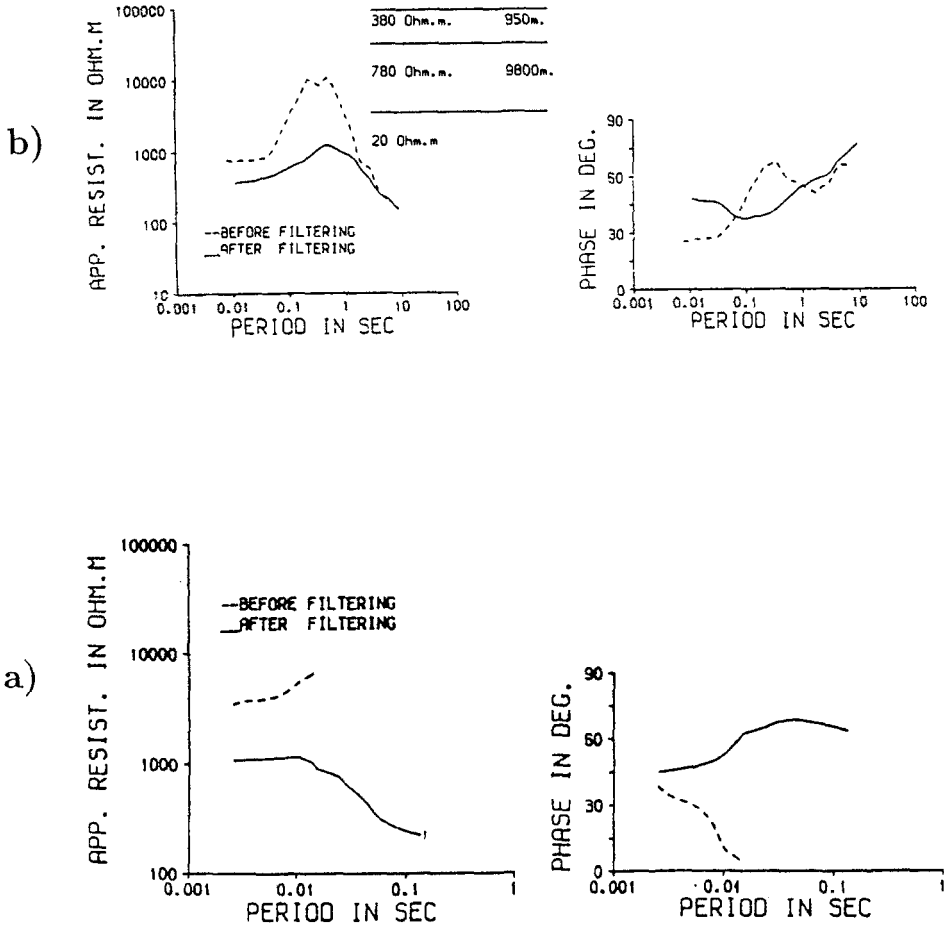 b)
APP. RESIST. IN OHM.M
100000
10000
1000
100
10
0.001 0.01 0.1 1 10 100
PERIOD IN SEC
--BEFORE FILTERING
AFTER FILTERING
380 Ohm.m. 950m.
780 Ohm.m. 9800m.
20 Ohm.m
PHASE IN DEG.
90
60
30
0
0.001 0.01 0.1 1 10 100
PERIOD IN SEC
a)
APP. RESIST. IN OHM.M
100000
10000
1000
100
0.001 0.01 0.1 1
PERIOD IN SEC
--BEFORE FILTERING
AFTER FILTERING
PHASE IN DEG.
90
60
30
0
0.001 0.01 0.1 1
PERIOD IN SEC